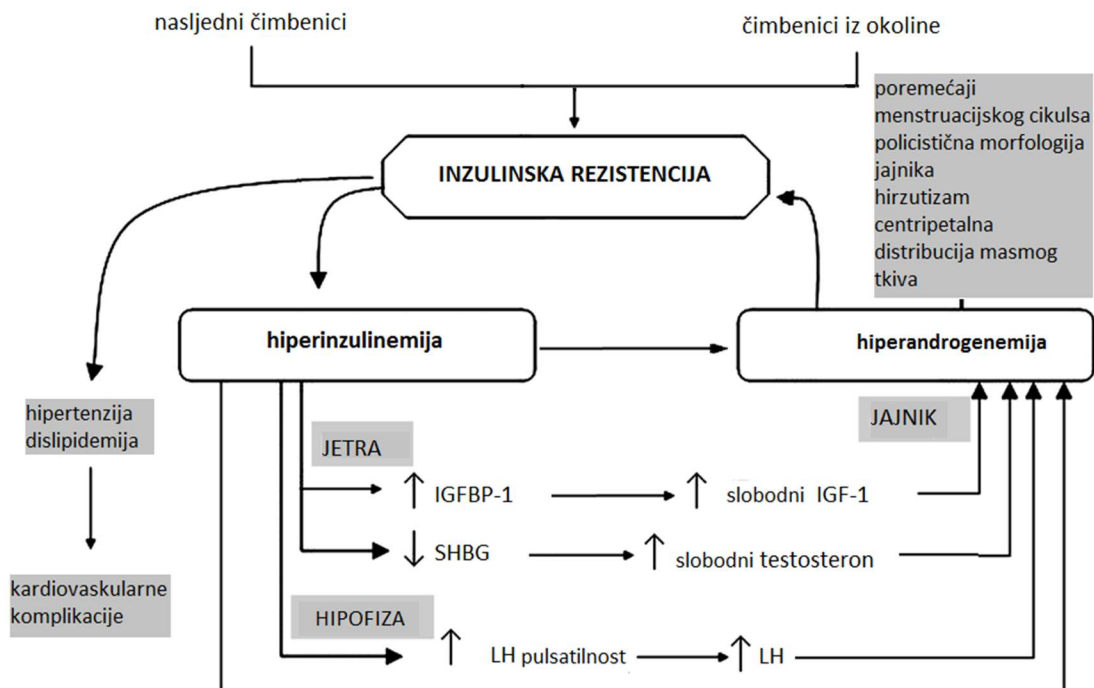 nasljedni čimbenici
čimbenici iz okoline
poremećaji
menstruacijskog cikulsa
policistična morfologija
jajnika
hirzutizam
centripetalna
distribucija masmog
tkiva
INZULINSKA REZISTENCIJA
hiperinzulinemija
hiperandrogenemija
hipertenzija
dislipidemija
JETRA
JAJNIK
↑ IGFBP-1 → ↑ slobodni IGF-1
↓ SHBG → ↑ slobodni testosteron
kardiovaskularne
komplikacije
HIPOFIZA
↑ LH pulsatilnost → ↑ LH